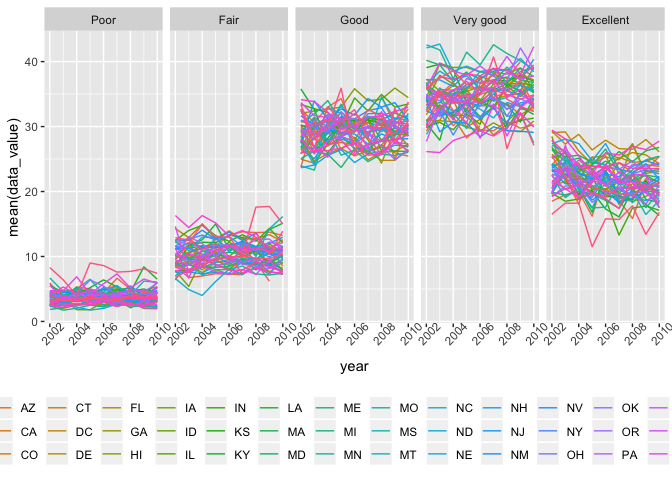 Poor Fair Good Very good Excellent
40
30
20
10
0
mean(data_value)
2002 2004 2006 2008 2010 2002 2004 2006 2008 2010 2002 2004 2006 2008 2010 2002 2004 2006 2008 2010 2002 2004 2006 2008 2010
year
AZ CT FL IA IN LA ME MO NC NH NV OK
CA DC GA ID KS MA MI MS ND NJ NY OR
CO DE HI IL KY MD MN MT NE NM OH PA